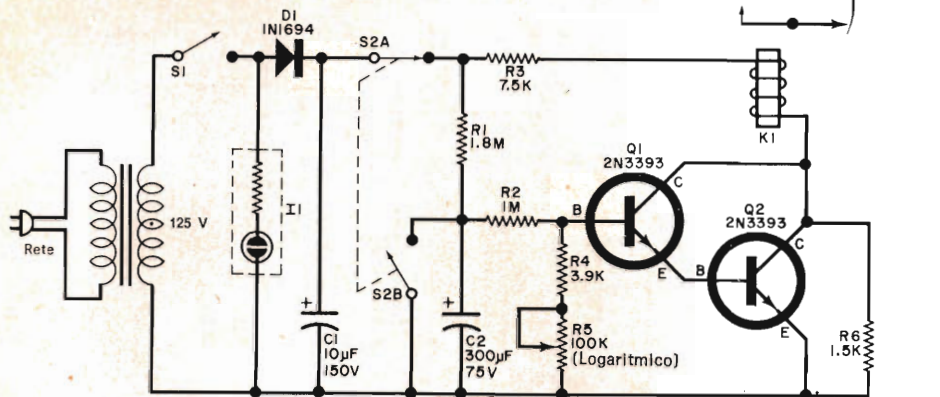 D1
1N1694
S1
S2A
R3
7.5K
K1
R1
1.8M
Q1
2N3393
C
R2
1M
B
E
Q2
2N3393
C
B
E
125 V
I1
Rete
R4
3.9K
S2B
+
C1
10µF
150V
+
C2
300µF
75V
R5
100K
(Logaritmico)
R6
1.5K